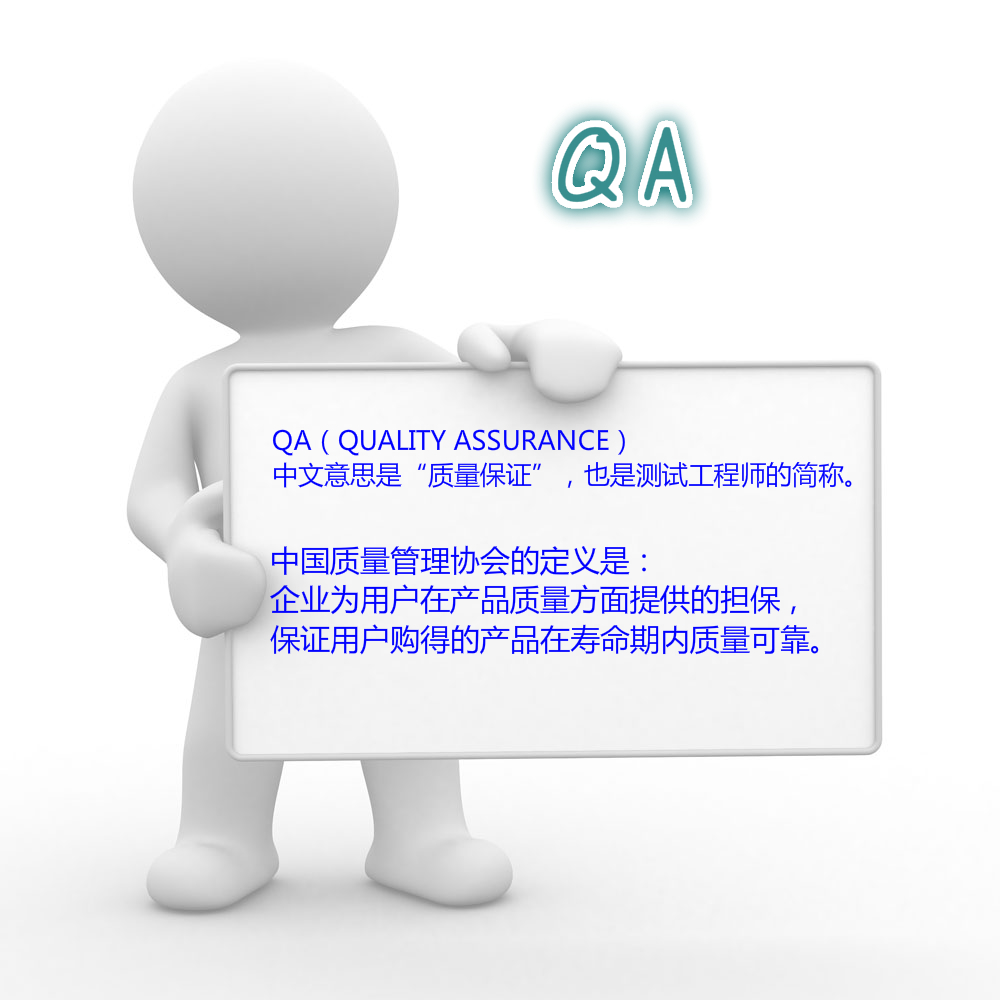 QA
QA（QUALITY ASSURANCE）
中文意思是“质量保证”，也是测试工程师的简称。
中国质量管理协会的定义是：
企业为用户在产品质量方面提供的担保，
保证用户购得的产品在寿命期内质量可靠。